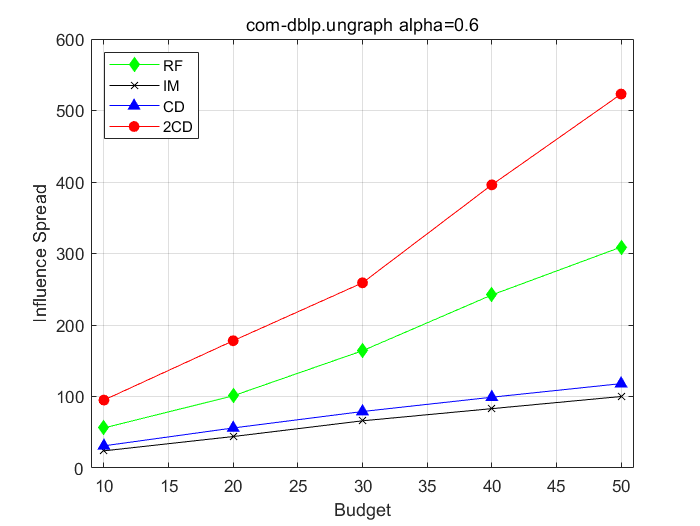 com-dblp.ungraph alpha=0.6
600
500
400
300
200
100
0
Influence Spread
RF
IM
CD
2CD
10 15 20 25 30 35 40 45 50
Budget